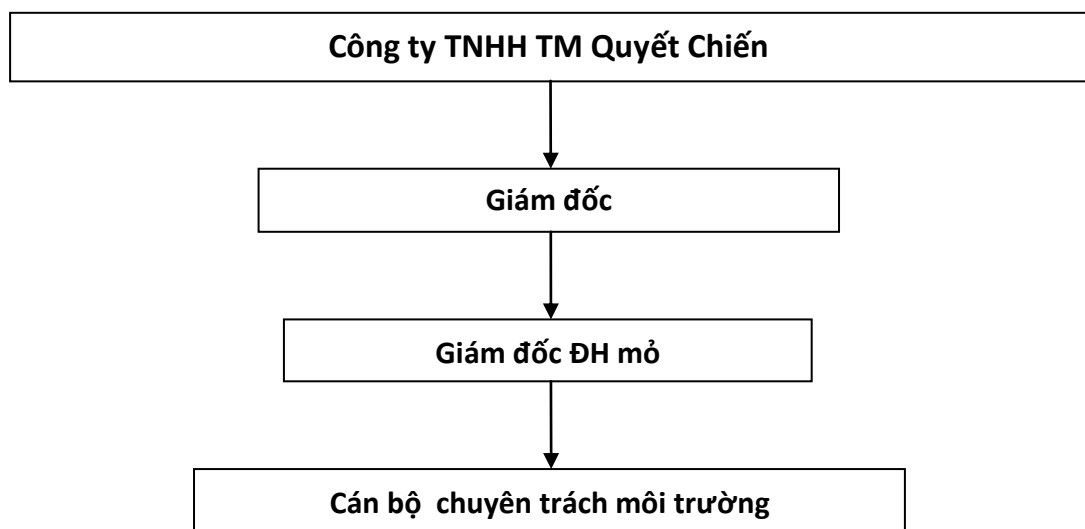 Công ty TNHH TM Quyết Chiến
Giám đốc
Giám đốc ĐH mỏ
Cán bộ chuyên trách môi trường